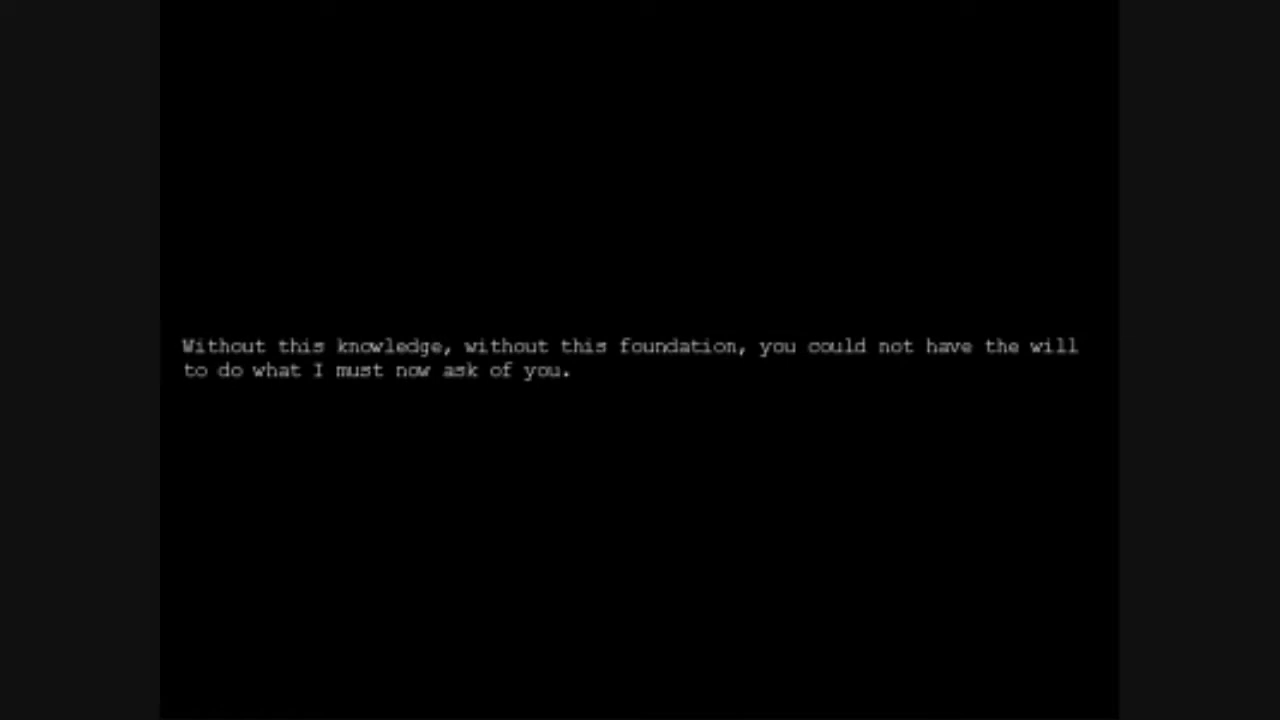 Without this knowledge, without this foundation, you could not have the will
to do what I must now ask of you.